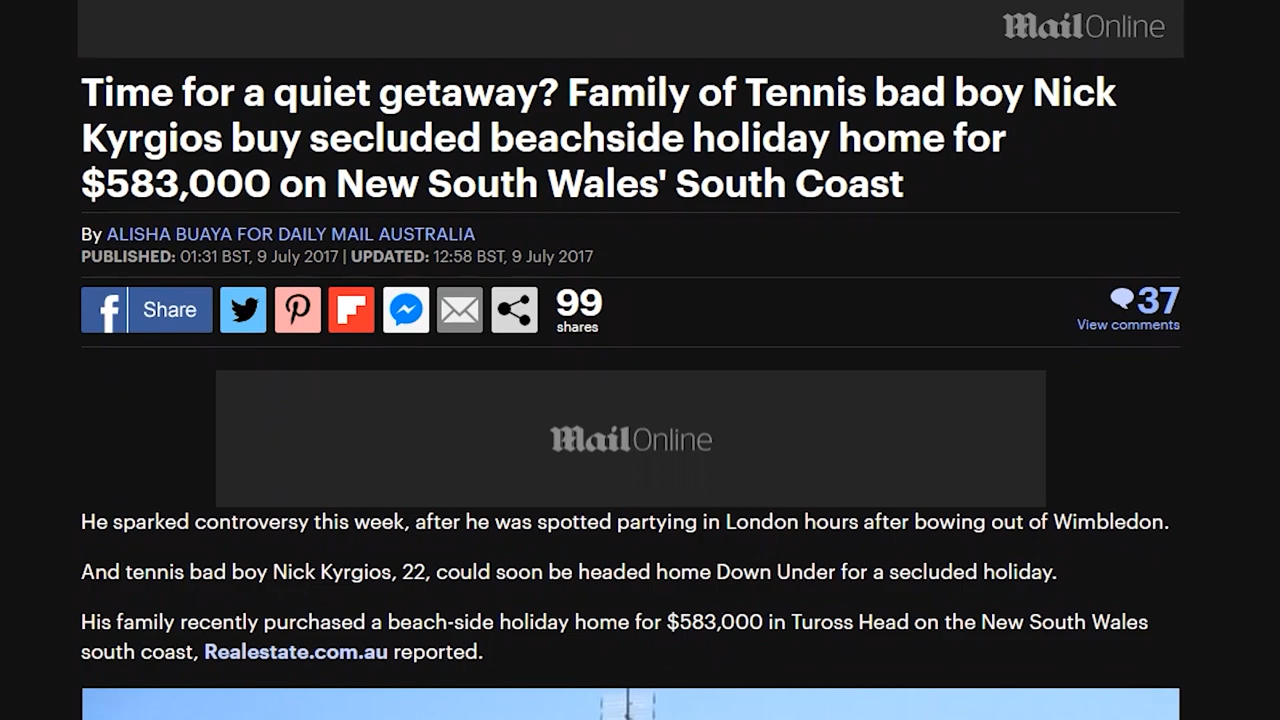 Mail Online
Time for a quiet getaway? Family of Tennis bad boy Nick
Kyrgios buy secluded beachside holiday home for
$583,000 on New South Wales' South Coast
By ALISHA BUAYA FOR DAILY MAIL AUSTRALIA
PUBLISHED: 01:31 BST, 9 July 2017 | UPDATED: 12:58 BST, 9 July 2017
f Share
99
shares
37
View comments
Mail Online
He sparked controversy this week, after he was spotted partying in London hours after bowing out of Wimbledon.
And tennis bad boy Nick Kyrgios, 22, could soon be headed home Down Under for a secluded holiday.
His family recently purchased a beach-side holiday home for $583,000 in Tuross Head on the New South Wales
south coast, Realestate.com.au reported.